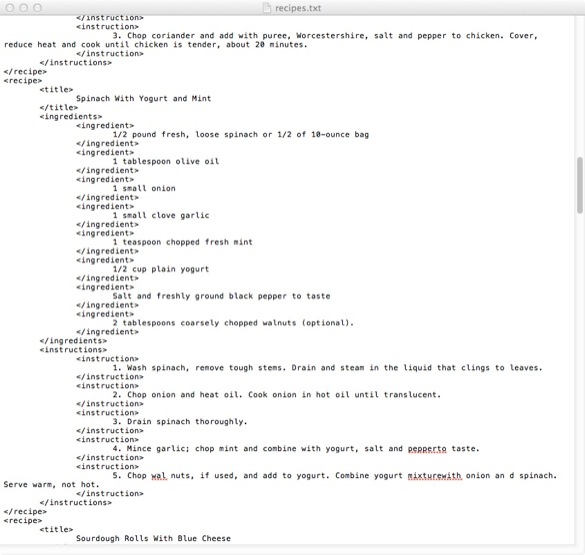 recipes.txt
</instruction>
<instruction>
3. Chop coriander and add with puree, Worcestershire, salt and pepper to chicken. Cover,
reduce heat and cook until chicken is tender, about 20 minutes.
</instruction>
</instructions>
</recipe>
<recipe>
<title>
Spinach With Yogurt and Mint
</title>
<ingredients>
<ingredient>
1/2 pound fresh, loose spinach or 1/2 of 10-ounce bag
</ingredient>
<ingredient>
1 tablespoon olive oil
</ingredient>
<ingredient>
1 small onion
</ingredient>
<ingredient>
1 small clove garlic
</ingredient>
<ingredient>
1 teaspoon chopped fresh mint
</ingredient>
<ingredient>
1/2 cup plain yogurt
</ingredient>
<ingredient>
Salt and freshly ground black pepper to taste
</ingredient>
<ingredient>
2 tablespoons coarsely chopped walnuts (optional).
</ingredient>
</ingredients>
<instructions>
<instruction>
1. Wash spinach, remove tough stems. Drain and steam in the liquid that clings to leaves.
</instruction>
<instruction>
2. Chop onion and heat oil. Cook onion in hot oil until translucent.
</instruction>
<instruction>
3. Drain spinach thoroughly.
</instruction>
<instruction>
4. Mince garlic; chop mint and combine with yogurt, salt and pepperto taste.
</instruction>
<instruction>
5. Chop wal nuts, if used, and add to yogurt. Combine yogurt mixturewith onion an d spinach.
Serve warm, not hot.
</instruction>
</instructions>
</recipe>
<recipe>
<title>
Sourdough Rolls With Blue Cheese